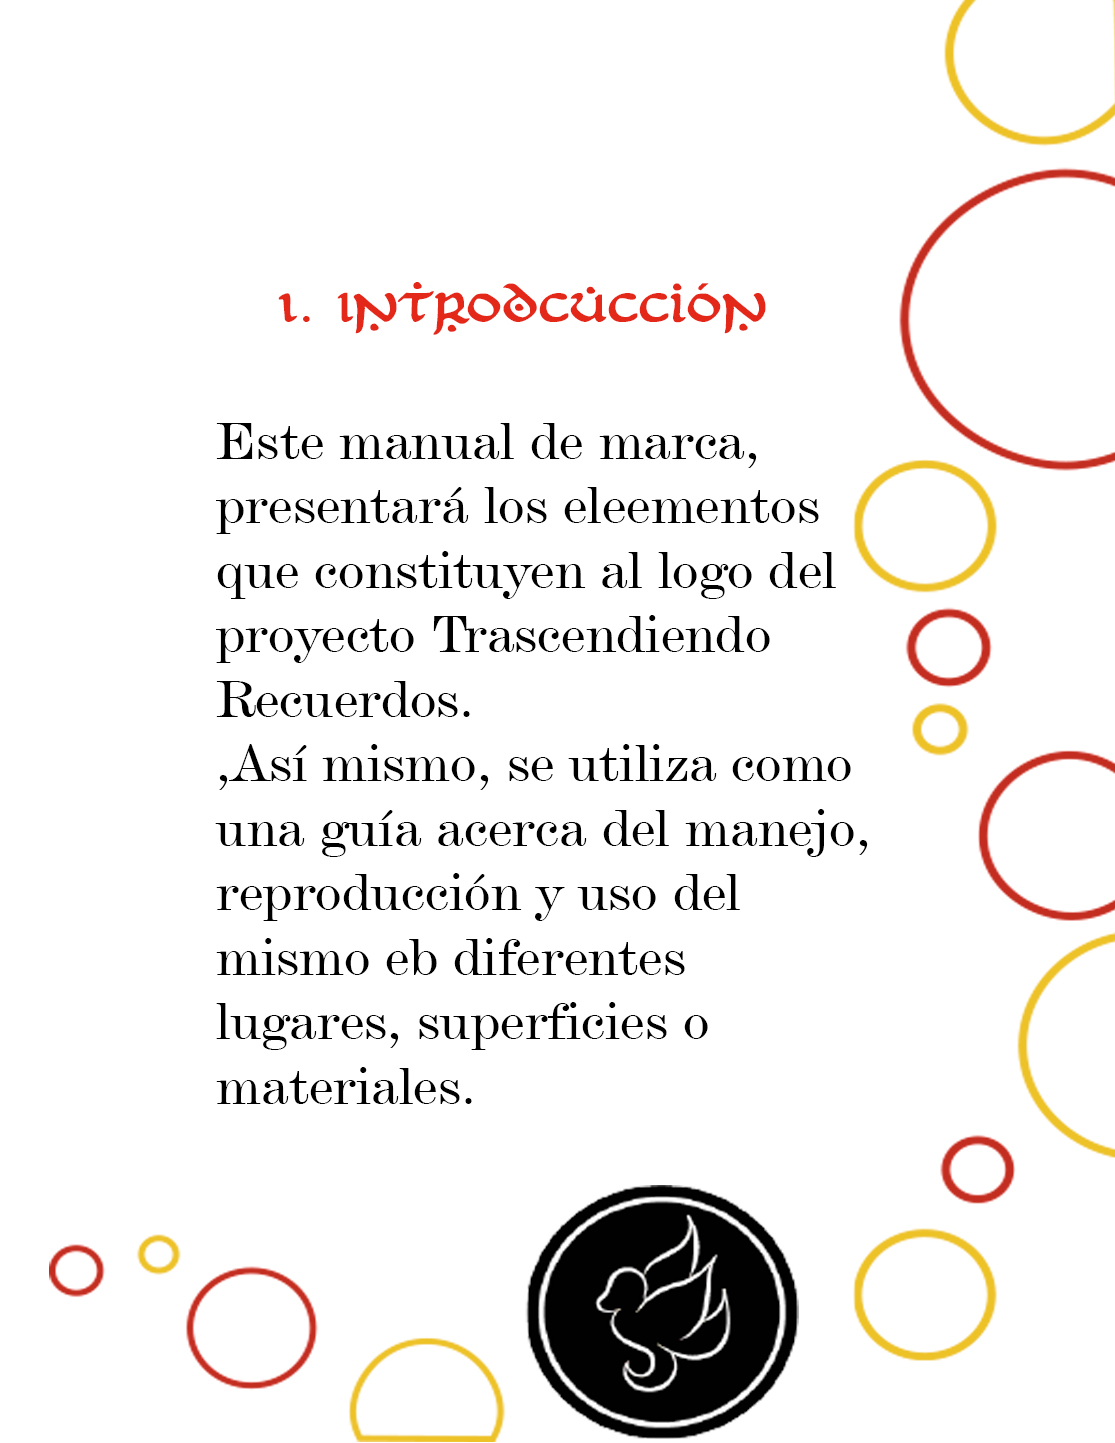 1. INTRODCUCCIÓN
Este manual de marca,
presentará los eleementos
que constituyen al logo del
proyecto Trascendiendo
Recuerdos.
,Así mismo, se utiliza como
una guía acerca del manejo,
reproducción y uso del
mismo eb diferentes
lugares, superficies o
materiales.